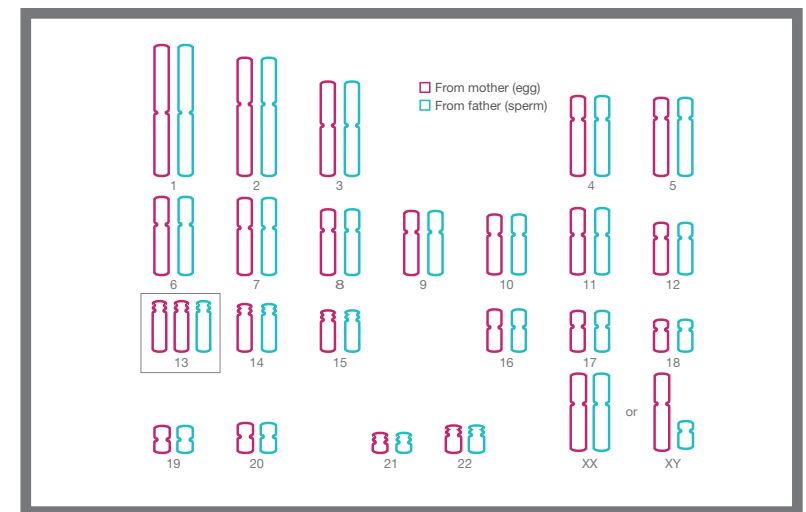 From mother (egg)
From father (sperm)
1 2 3 4 5
6 7 8 9 10 11 12
13 14 15 16 17 18
or
19 20 21 22 XX XY